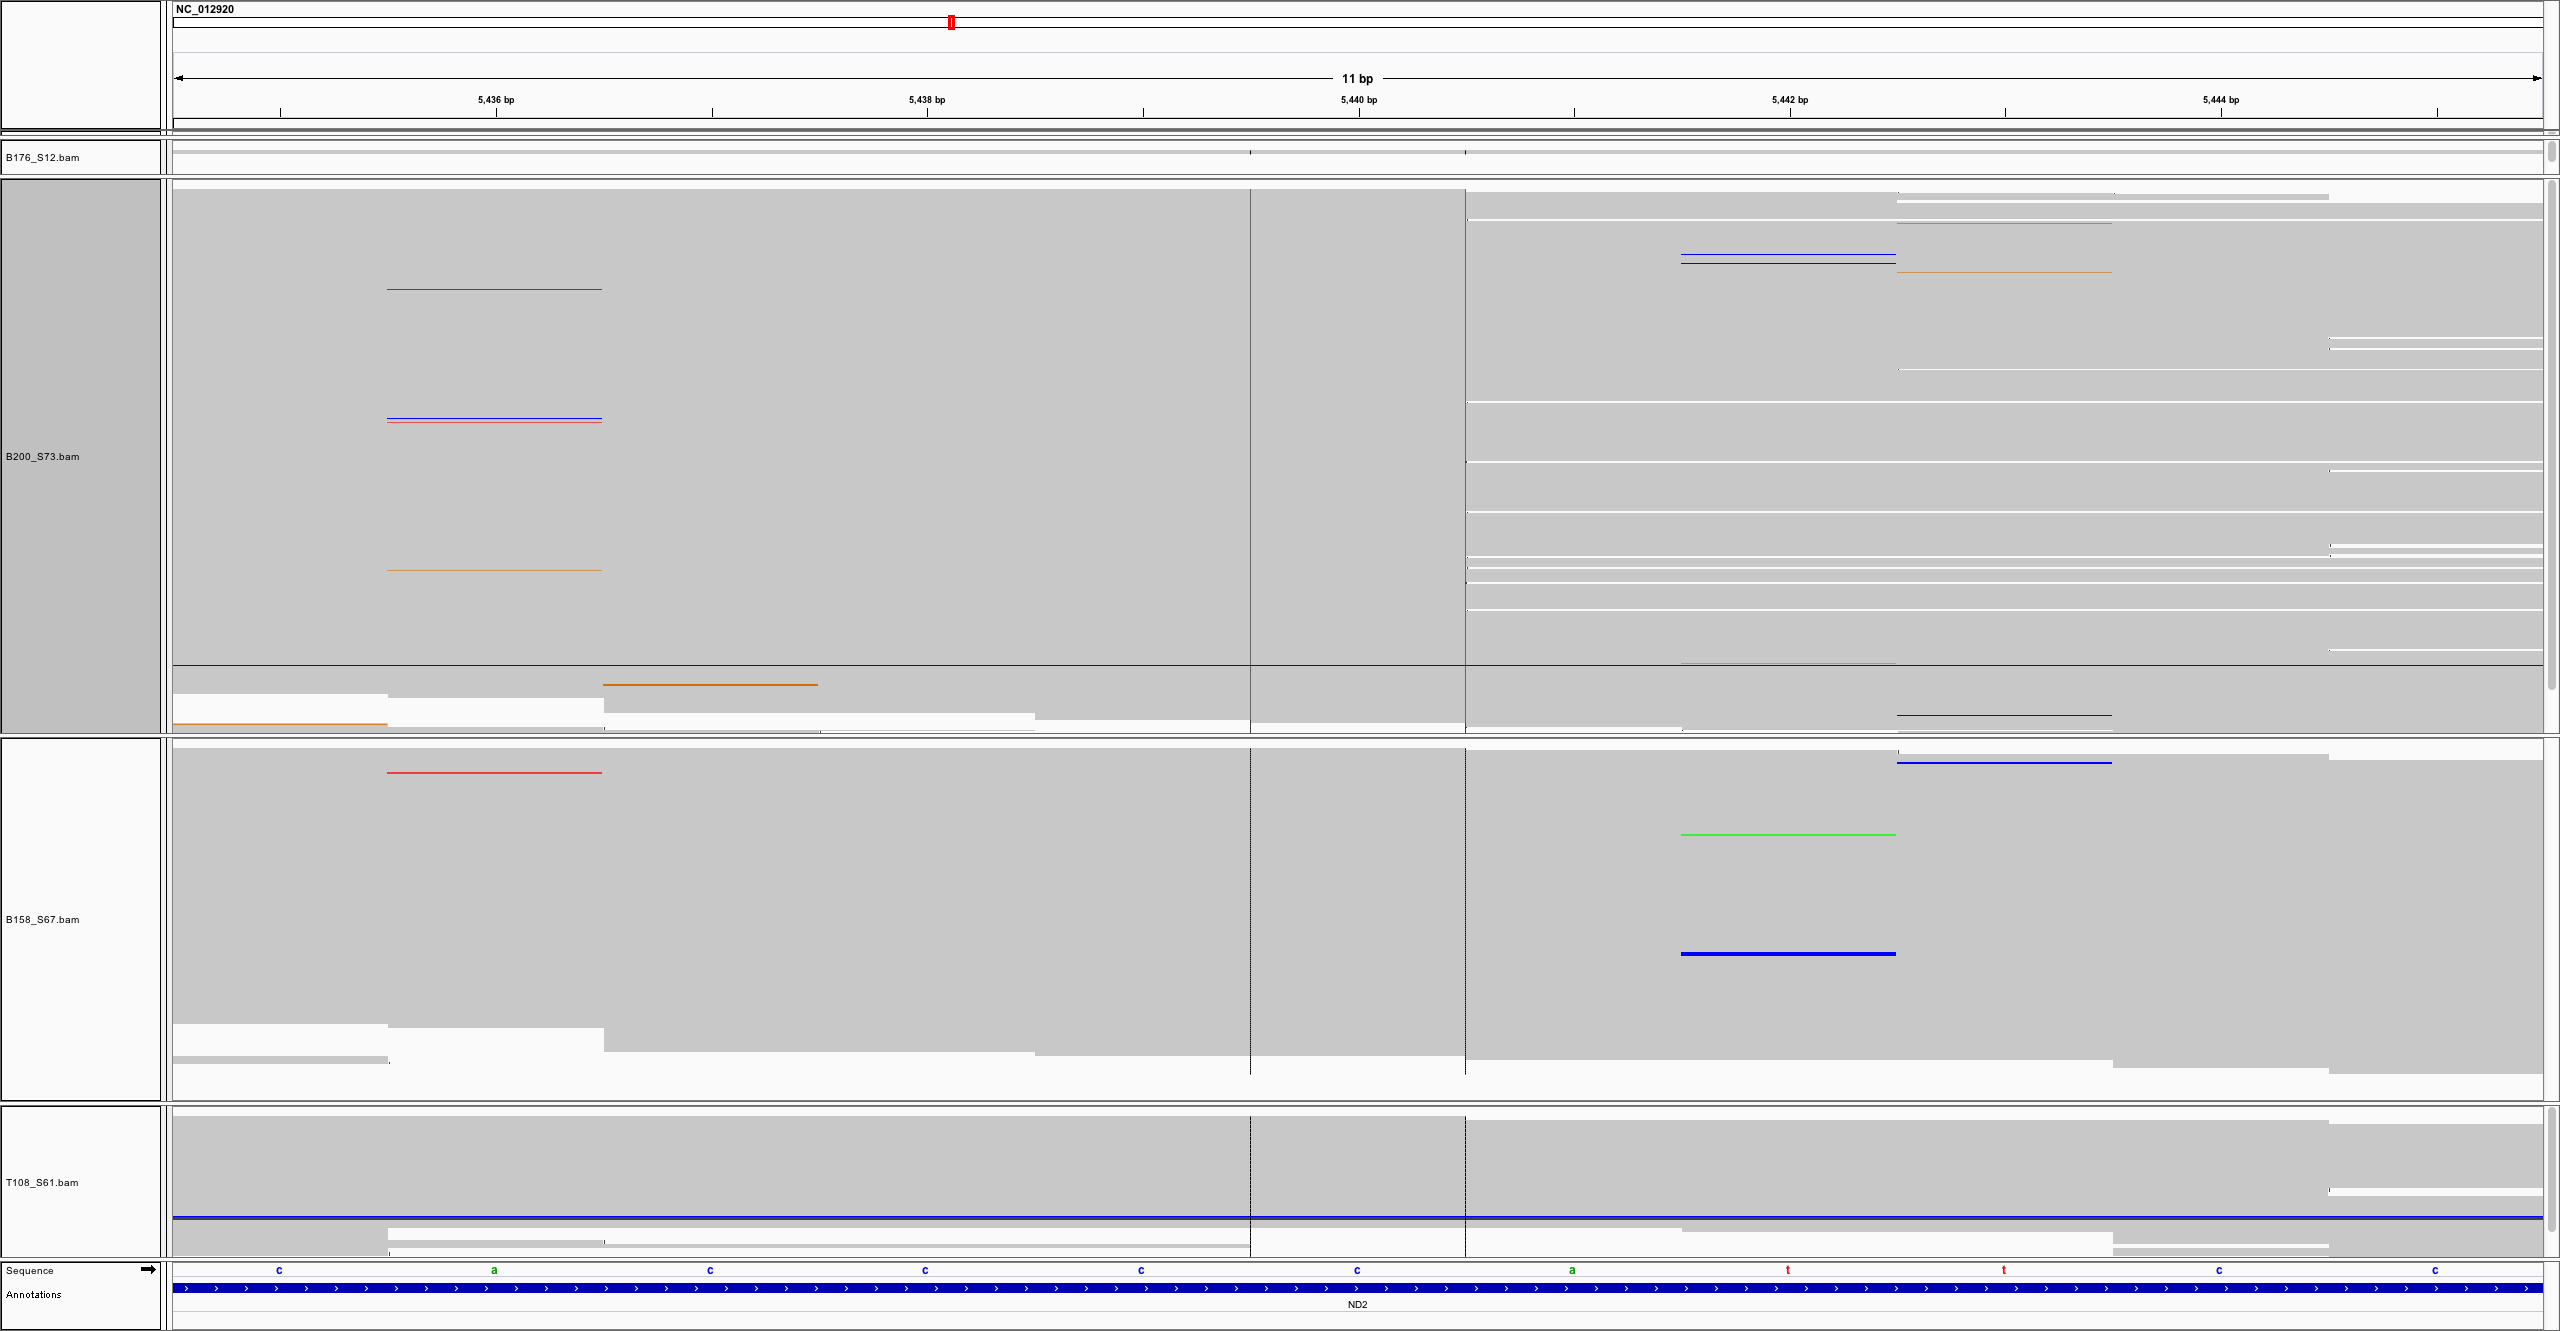 NC_012920
11 bp
5,436 bp 5,438 bp 5,440 bp 5,442 bp 5,444 bp
B176_S12.bam
B200_S73.bam
B158_S67.bam
T108_S61.bam
Sequence c a c c c c a t t c c
Annotations
ND2